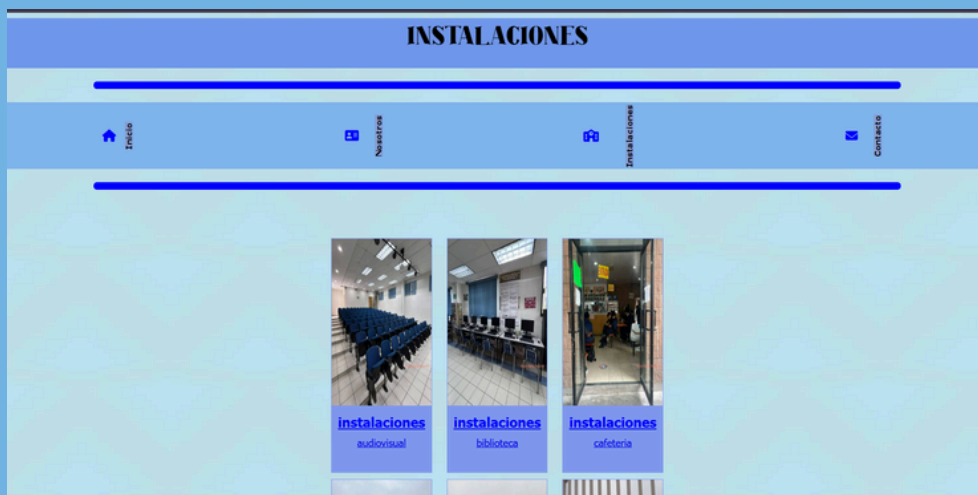 INSTALACIONES
Inicio
Nosotros
Instalaciones
Contacto
instalaciones
audiovisual
instalaciones
biblioteca
instalaciones
cafeteria